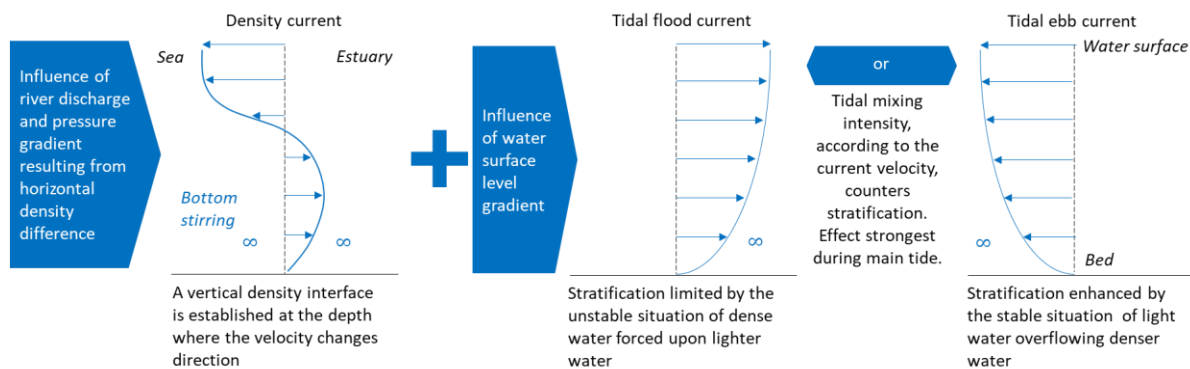 Density current
Sea
Estuary
Influence of
river discharge
and pressure
gradient
resulting from
horizontal
density
difference
Bottom
stirring
∞
∞
A vertical density interface
is established at the depth
where the velocity changes
direction
Influence
of water
surface
level
gradient
Tidal flood current
∞
Stratification limited by the
unstable situation of dense
water forced upon lighter
water
or
Tidal mixing
intensity,
according to the
current velocity,
counters
stratification.
Effect strongest
during main tide.
Tidal ebb current
Water surface
∞
Bed
Stratification enhanced by
the stable situation of light
water overflowing denser
water